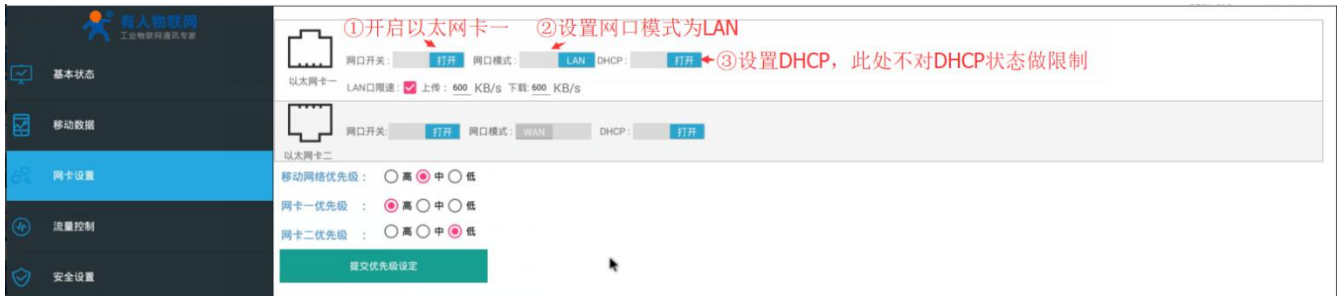 有人物联网
工业物联网通讯专家
基本状态
移动数据
网卡设置
流量控制
安全设置
①开启以太网卡一 ②设置网口模式为LAN
网口开关: 打开 网口模式: LAN DHCP: 打开 ③设置DHCP，此处不对DHCP状态做限制
以太网卡一
LAN口限速: 上传: 600 KB/s 下载: 600 KB/s
网口开关: 打开 网口模式: WAN DHCP: 打开
以太网卡二
移动网络优先级: 高 中 低
网卡一优先级 : 高 中 低
网卡二优先级 : 高 中 低
提交优先级设定